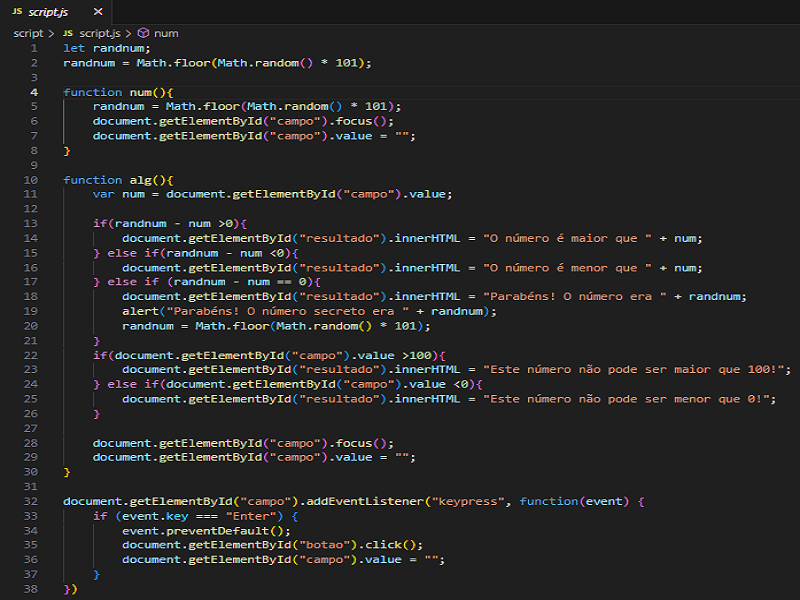 JS script.js ×
script > JS script.js > num
1 let randnum;
2 randnum = Math.floor(Math.random() * 101);
3
4 function num(){
5     randnum = Math.floor(Math.random() * 101);
6     document.getElementById("campo").focus();
7     document.getElementById("campo").value = "";
8 }
9
10 function alg(){
11     var num = document.getElementById("campo").value;
12
13     if(randnum - num >0){
14         document.getElementById("resultado").innerHTML = "O número é maior que " + num;
15     } else if(randnum - num <0){
16         document.getElementById("resultado").innerHTML = "O número é menor que " + num;
17     } else if (randnum - num == 0){
18         document.getElementById("resultado").innerHTML = "Parabéns! O número era " + randnum;
19         alert("Parabéns! O número secreto era " + randnum);
20         randnum = Math.floor(Math.random() * 101);
21     }
22     if(document.getElementById("campo").value >100){
23         document.getElementById("resultado").innerHTML = "Este número não pode ser maior que 100!";
24     } else if(document.getElementById("campo").value <0){
25         document.getElementById("resultado").innerHTML = "Este número não pode ser menor que 0!";
26     }
27
28     document.getElementById("campo").focus();
29     document.getElementById("campo").value = "";
30 }
31
32 document.getElementById("campo").addEventListener("keypress", function(event) {
33     if (event.key === "Enter") {
34         event.preventDefault();
35         document.getElementById("botao").click();
36         document.getElementById("campo").value = "";
37     }
38 })